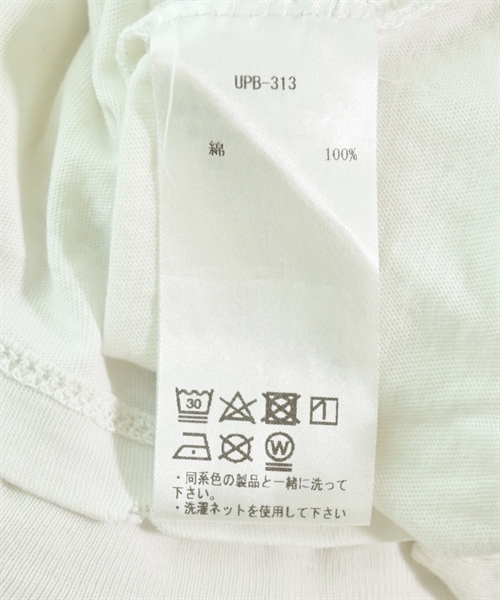 UPB-313
綿 100%
30
W
・同系色の製品と一緒に洗って
下さい。
・洗濯ネットを使用して下さい